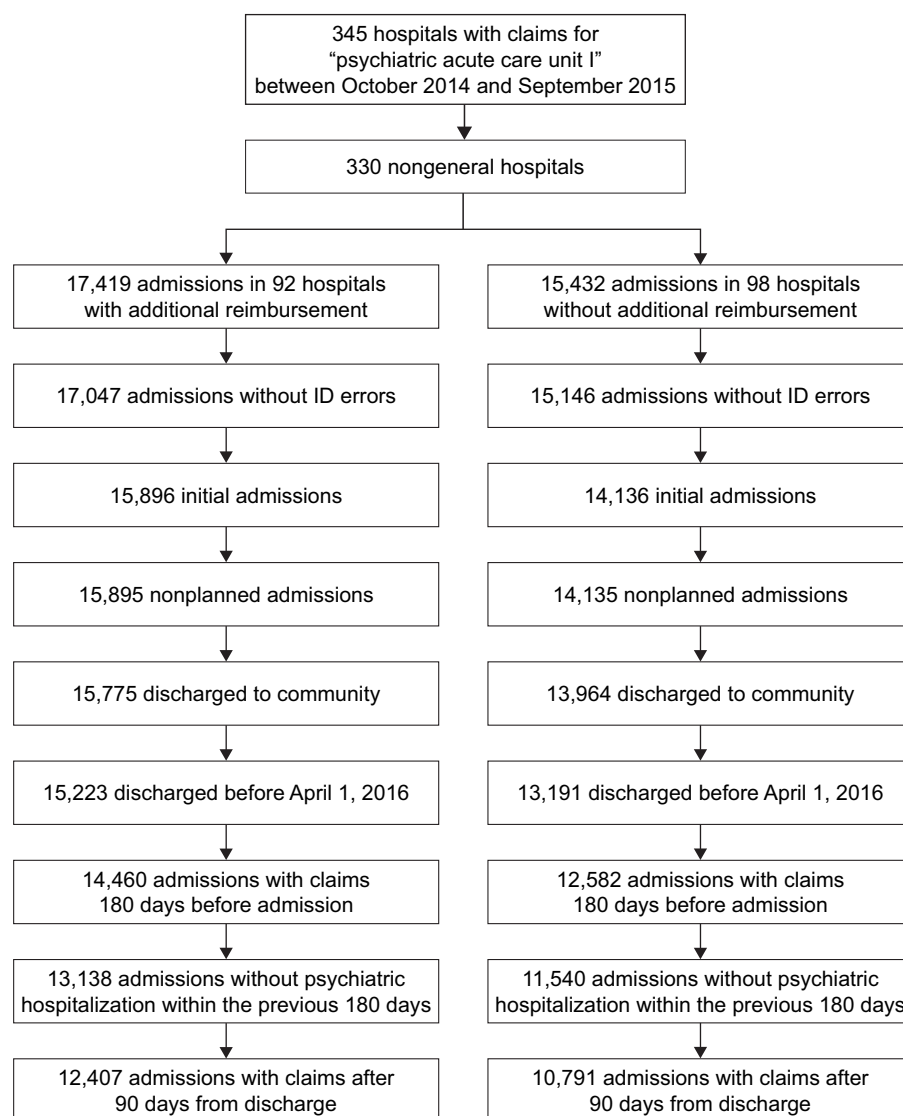 345 hospitals with claims for
“psychiatric acute care unit I”
between October 2014 and September 2015
330 nongeneral hospitals
17,419 admissions in 92 hospitals
with additional reimbursement
15,432 admissions in 98 hospitals
without additional reimbursement
17,047 admissions without ID errors
15,146 admissions without ID errors
15,896 initial admissions
14,136 initial admissions
15,895 nonplanned admissions
14,135 nonplanned admissions
15,775 discharged to community
13,964 discharged to community
15,223 discharged before April 1, 2016
13,191 discharged before April 1, 2016
14,460 admissions with claims
180 days before admission
12,582 admissions with claims
180 days before admission
13,138 admissions without psychiatric
hospitalization within the previous 180 days
11,540 admissions without psychiatric
hospitalization within the previous 180 days
12,407 admissions with claims after
90 days from discharge
10,791 admissions with claims after
90 days from discharge